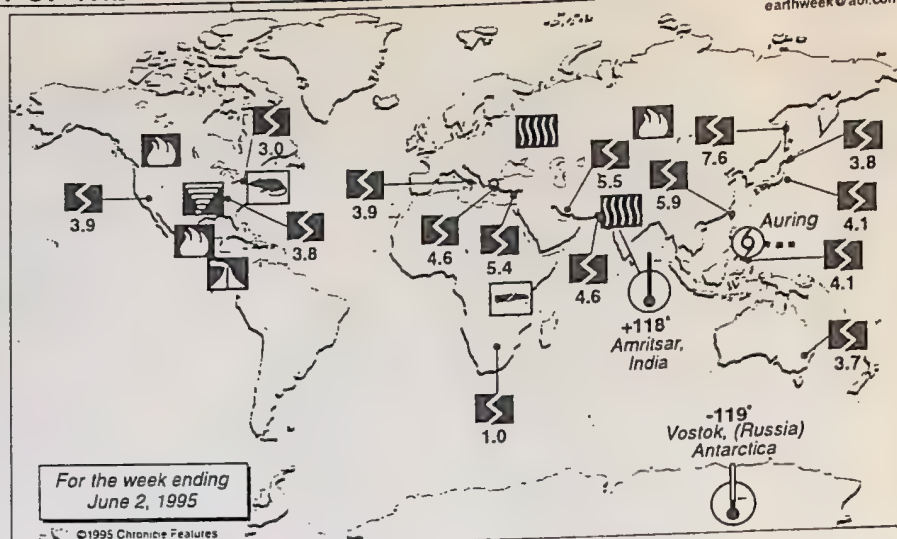 earthweek@aol.com
3.0
3.9
3.8
3.9
4.6
5.4
5.5
4.6
7.6
5.9
3.8
4.1
Auring
4.1
+118°
Amritsar,
India
3.7
1.0
-119°
Vostok, (Russia)
Antarctica
For the week ending
June 2, 1995
©1995 Chronicle Features